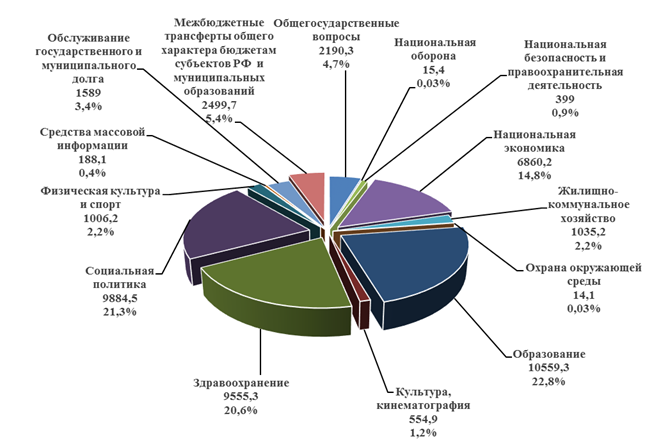 Общегосударственные
вопросы
2190,3
4,7%
Национальная
оборона
15,4
0,03%
Национальная
безопасность и
правоохранительная
деятельность
399
0,9%
Национальная
экономика
6860,2
14,8%
Жилищно-
коммунальное
хозяйство
1035,2
2,2%
Охрана окружающей
среды
14,1
0,03%
Образование
10559,3
22,8%
Культура,
кинематография
554,9
1,2%
Здравоохранение
9555,3
20,6%
Социальная
политика
9884,5
21,3%
Физическая культура
и спорт
1006,2
2,2%
Средства массовой
информации
188,1
0,4%
Обслуживание
государственного и
муниципального
долга
1589
3,4%
Межбюджетные
трансферты общего
характера бюджетам
субъектов РФ и
муниципальных
образований
2499,7
5,4%